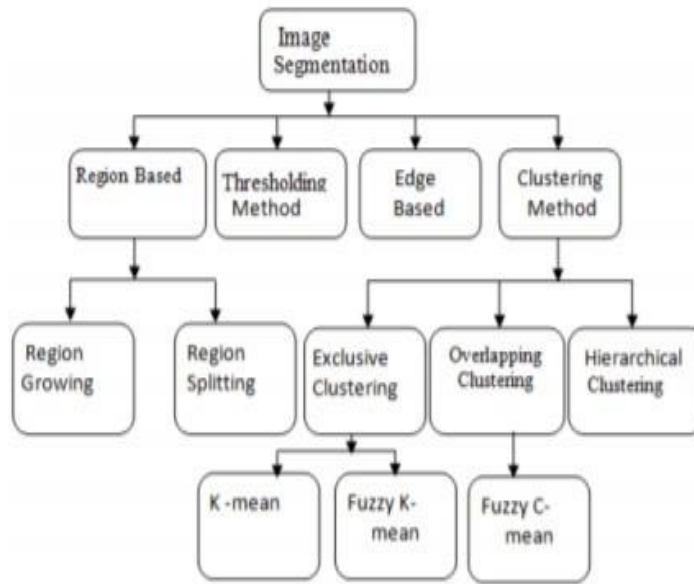 Image
Segmentation
Region Based
Thresholding
Method
Edge
Based
Clustering
Method
Region
Growing
Region
Splitting
Exclusive
Clustering
Overlapping
Clustering
Hierarchical
Clustering
K -mean
Fuzzy K-
mean
Fuzzy C-
mean